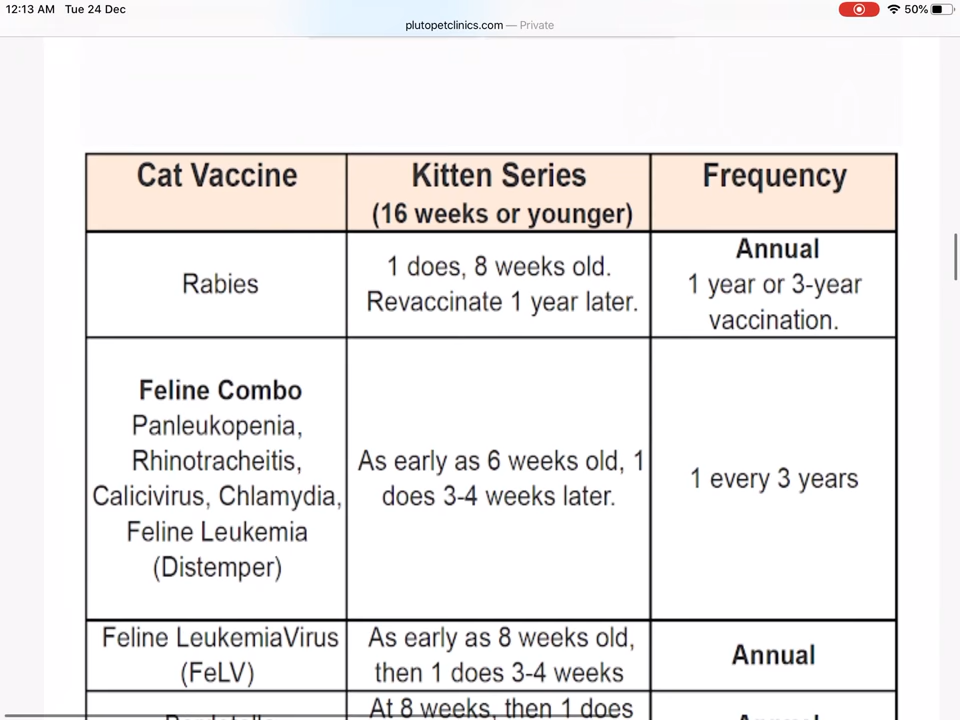 12:13 AM Tue 24 Dec
50%
plutopetclinics.com — Private
Cat Vaccine
Kitten Series
(16 weeks or younger)
Frequency
Rabies
1 does, 8 weeks old.
Revaccinate 1 year later.
Annual
1 year or 3-year
vaccination.
Feline Combo
Panleukopenia,
Rhinotracheitis,
Calicivirus, Chlamydia,
Feline Leukemia
(Distemper)
As early as 6 weeks old, 1
does 3-4 weeks later.
1 every 3 years
Feline LeukemiaVirus
(FeLV)
As early as 8 weeks old,
then 1 does 3-4 weeks
Annual
At 8 weeks, then 1 does